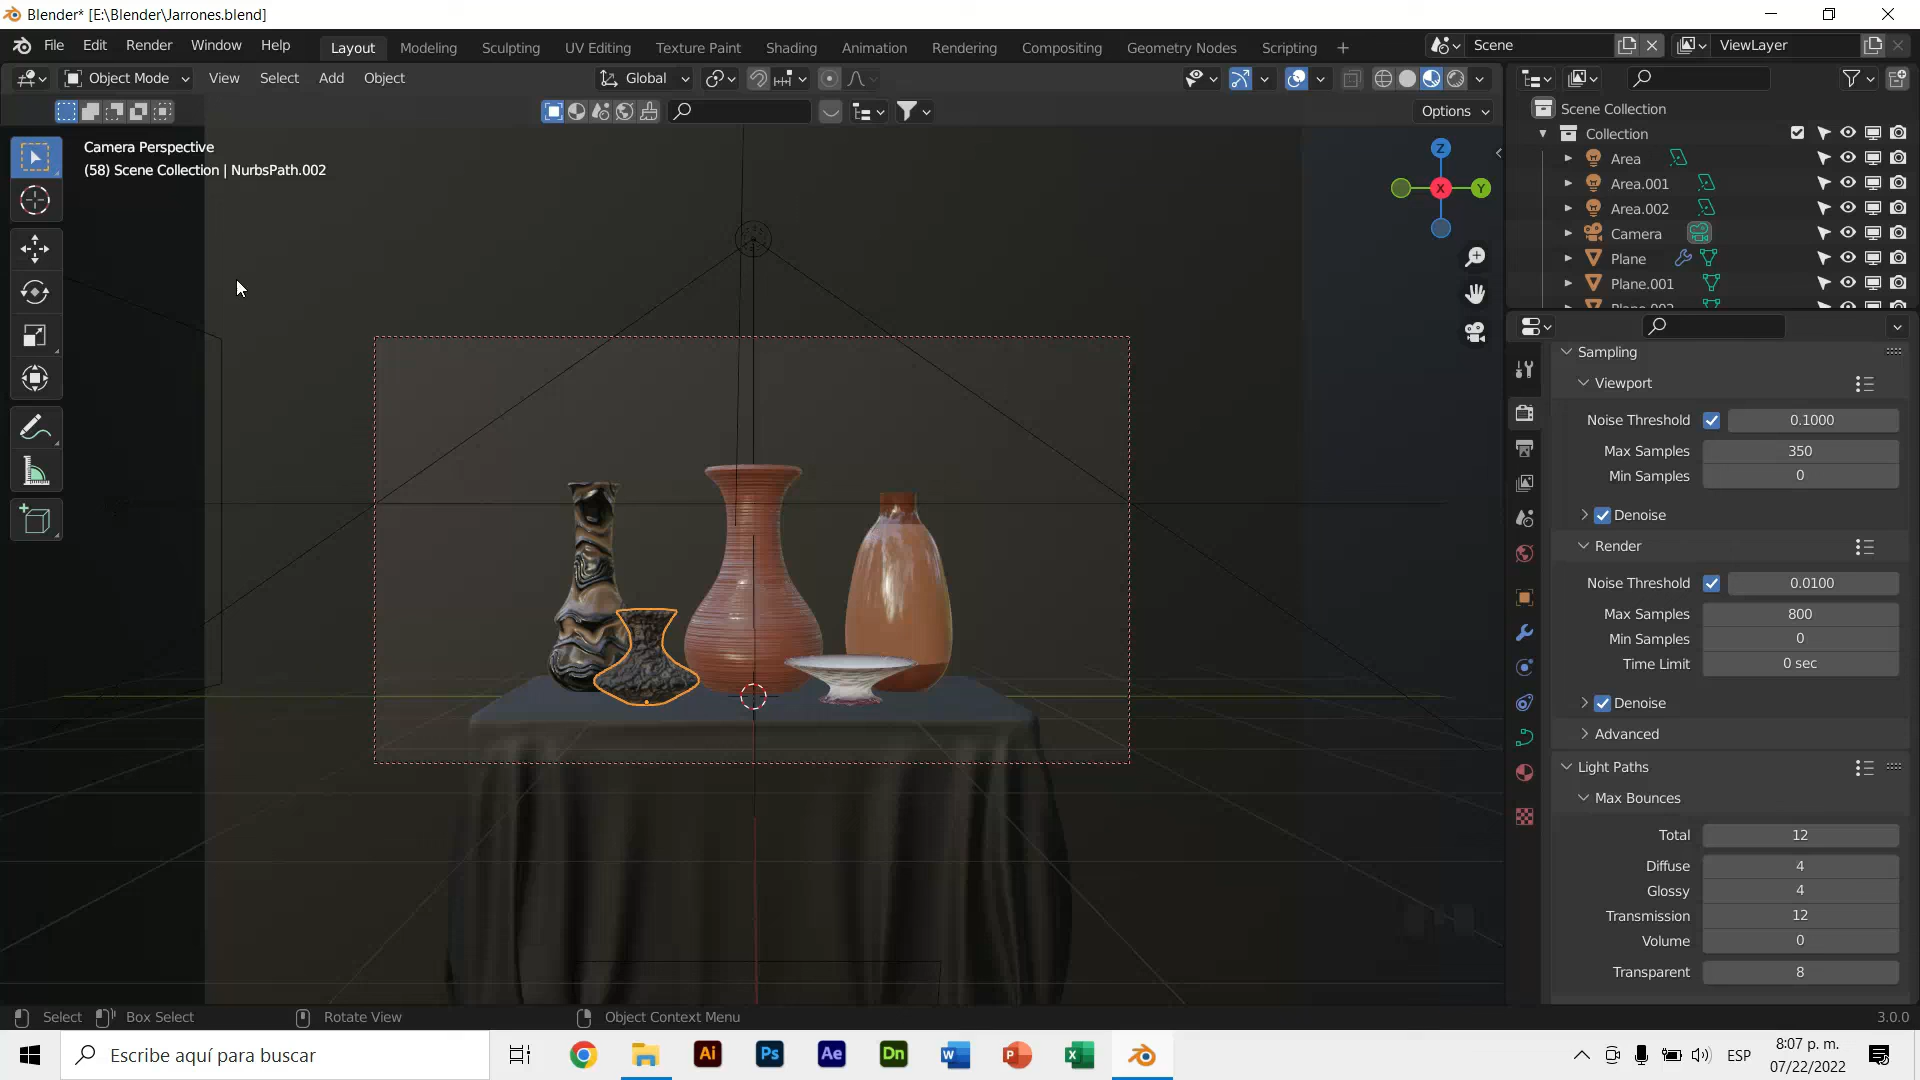 Blender* [E:\Blender\Jarrones.blend]
File Edit Render Window Help
Layout Modeling Sculpting UV Editing Texture Paint Shading Animation Rendering Compositing Geometry Nodes Scripting +
Scene
ViewLayer
Object Mode View Select Add Object
Global
Options
Camera Perspective
(58) Scene Collection | NurbsPath.002
Z
X
Y
Scene Collection
Collection
Area
Area.001
Area.002
Camera
Plane
Plane.001
Sampling
Viewport
Noise Threshold 0.1000
Max Samples 350
Min Samples 0
Denoise
Render
Noise Threshold 0.0100
Max Samples 800
Min Samples 0
Time Limit 0 sec
Denoise
Advanced
Light Paths
Max Bounces
Total 12
Diffuse 4
Glossy 4
Transmission 12
Volume 0
Transparent 8
Select Box Select Rotate View Object Context Menu
3.0.0
Escribe aquí para buscar
Ai Ps Ae Dn W P X
ESP
8:07 p. m.
07/22/2022